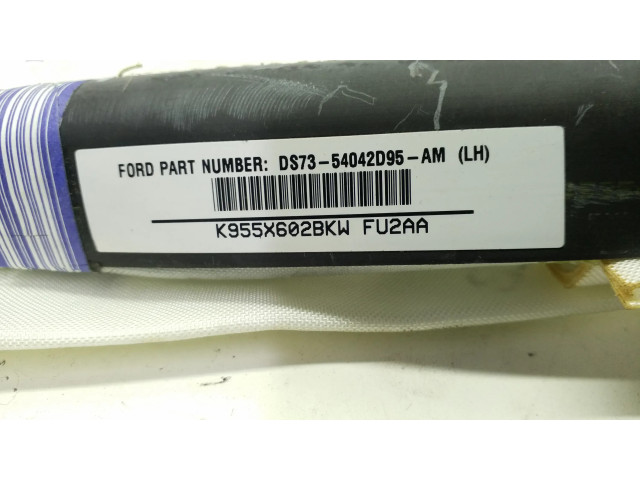 FORD PART NUMBER: DS73-54042D95-AM (LH)
K955X602BKW FU2AA